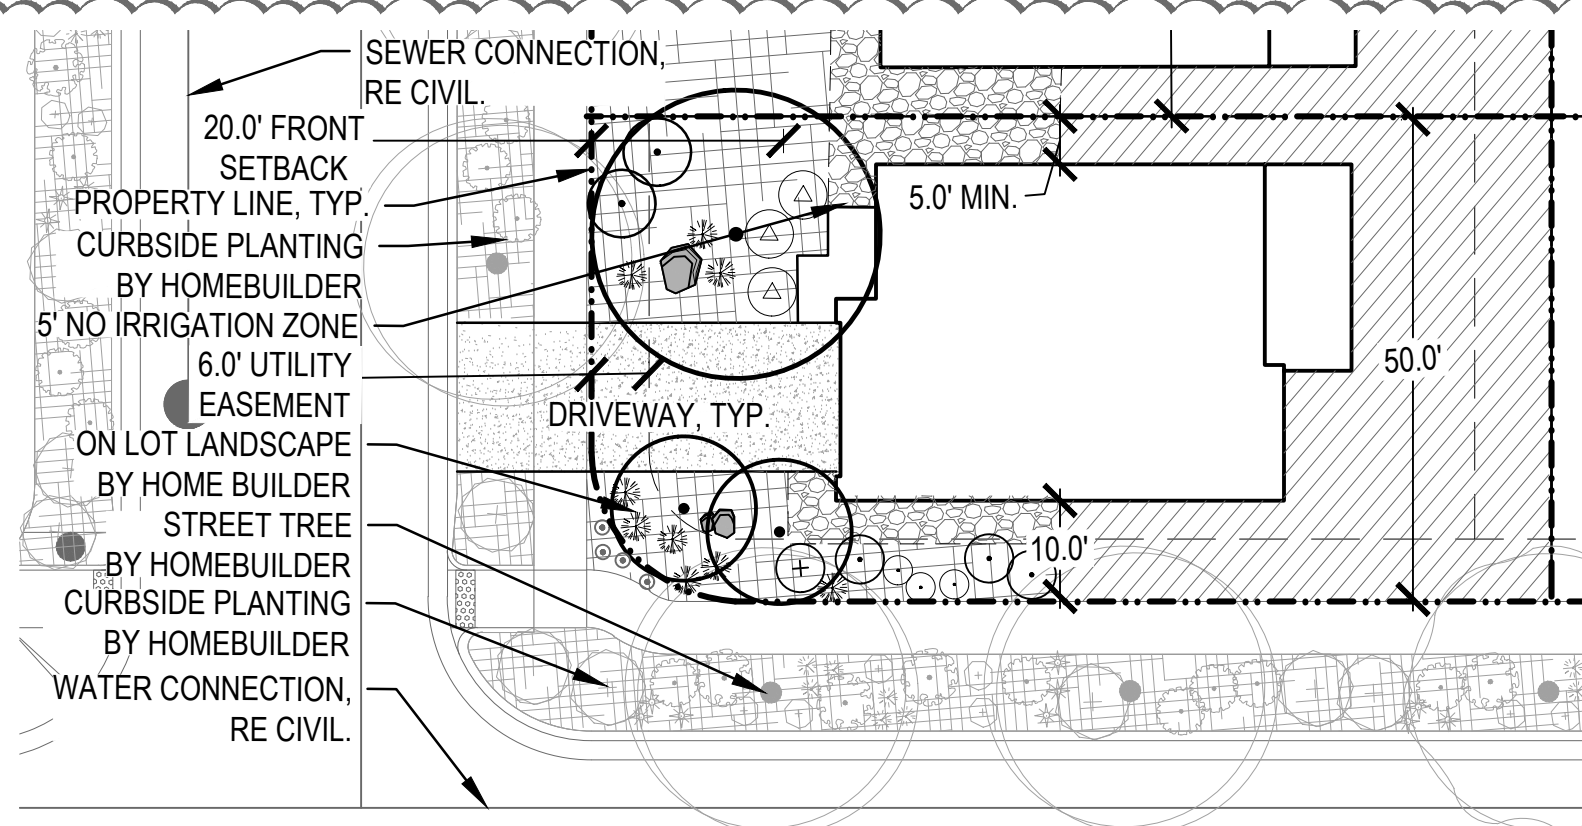 SEWER CONNECTION,
RE CIVIL.
20.0' FRONT
SETBACK
PROPERTY LINE, TYP.
5.0' MIN.
CURBSIDE PLANTING
BY HOMEBUILDER
5' NO IRRIGATION ZONE
6.0' UTILITY
EASEMENT
50.0'
DRIVEWAY, TYP.
ON LOT LANDSCAPE
BY HOME BUILDER
STREET TREE
BY HOMEBUILDER
10.0'
CURBSIDE PLANTING
BY HOMEBUILDER
WATER CONNECTION,
RE CIVIL.